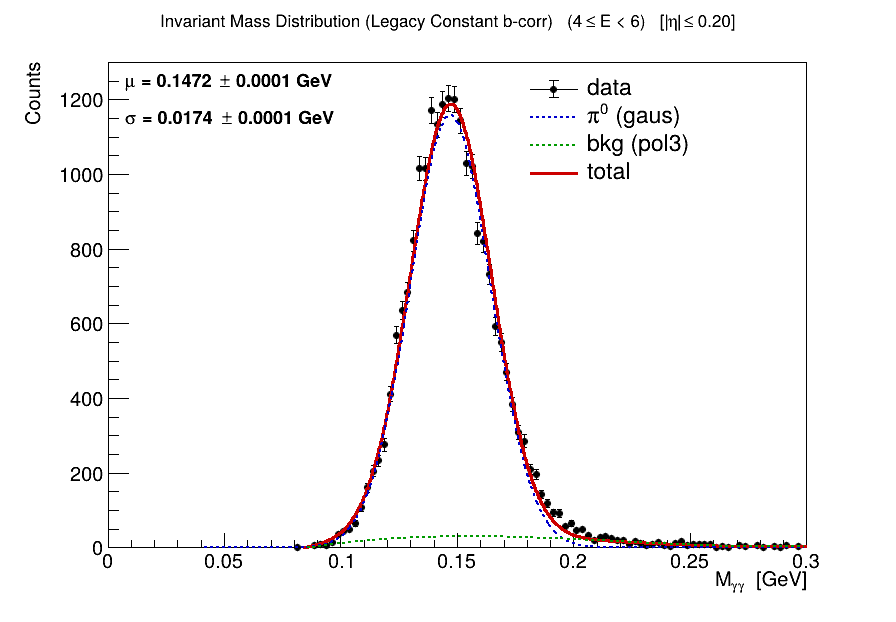 Invariant Mass Distribution (Legacy Constant b-corr) (4 ≤ E < 6) [|η| ≤ 0.20]
Counts
μ = 0.1472 ± 0.0001 GeV
σ = 0.0174 ± 0.0001 GeV
data
π⁰ (gaus)
bkg (pol3)
total
1200
1000
800
600
400
200
0
0 0.05 0.1 0.15 0.2 0.25 0.3
Mγγ [GeV]